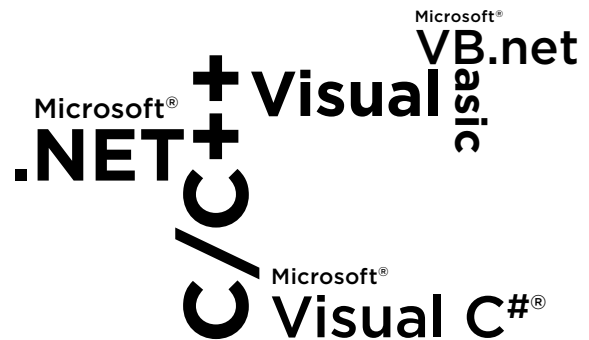 Microsoft®
VB.net
Visual
asic
Microsoft®
.NET
C/C++
Microsoft®
Visual C#®